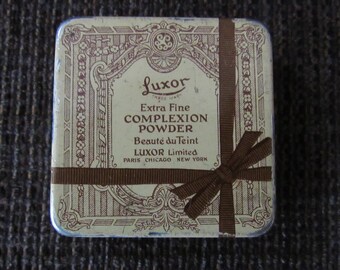 Luxor
Extra Fine
COMPLEXION
POWDER
Beauté du Teint
LUXOR Limited
PARIS CHICAGO NEW YORK